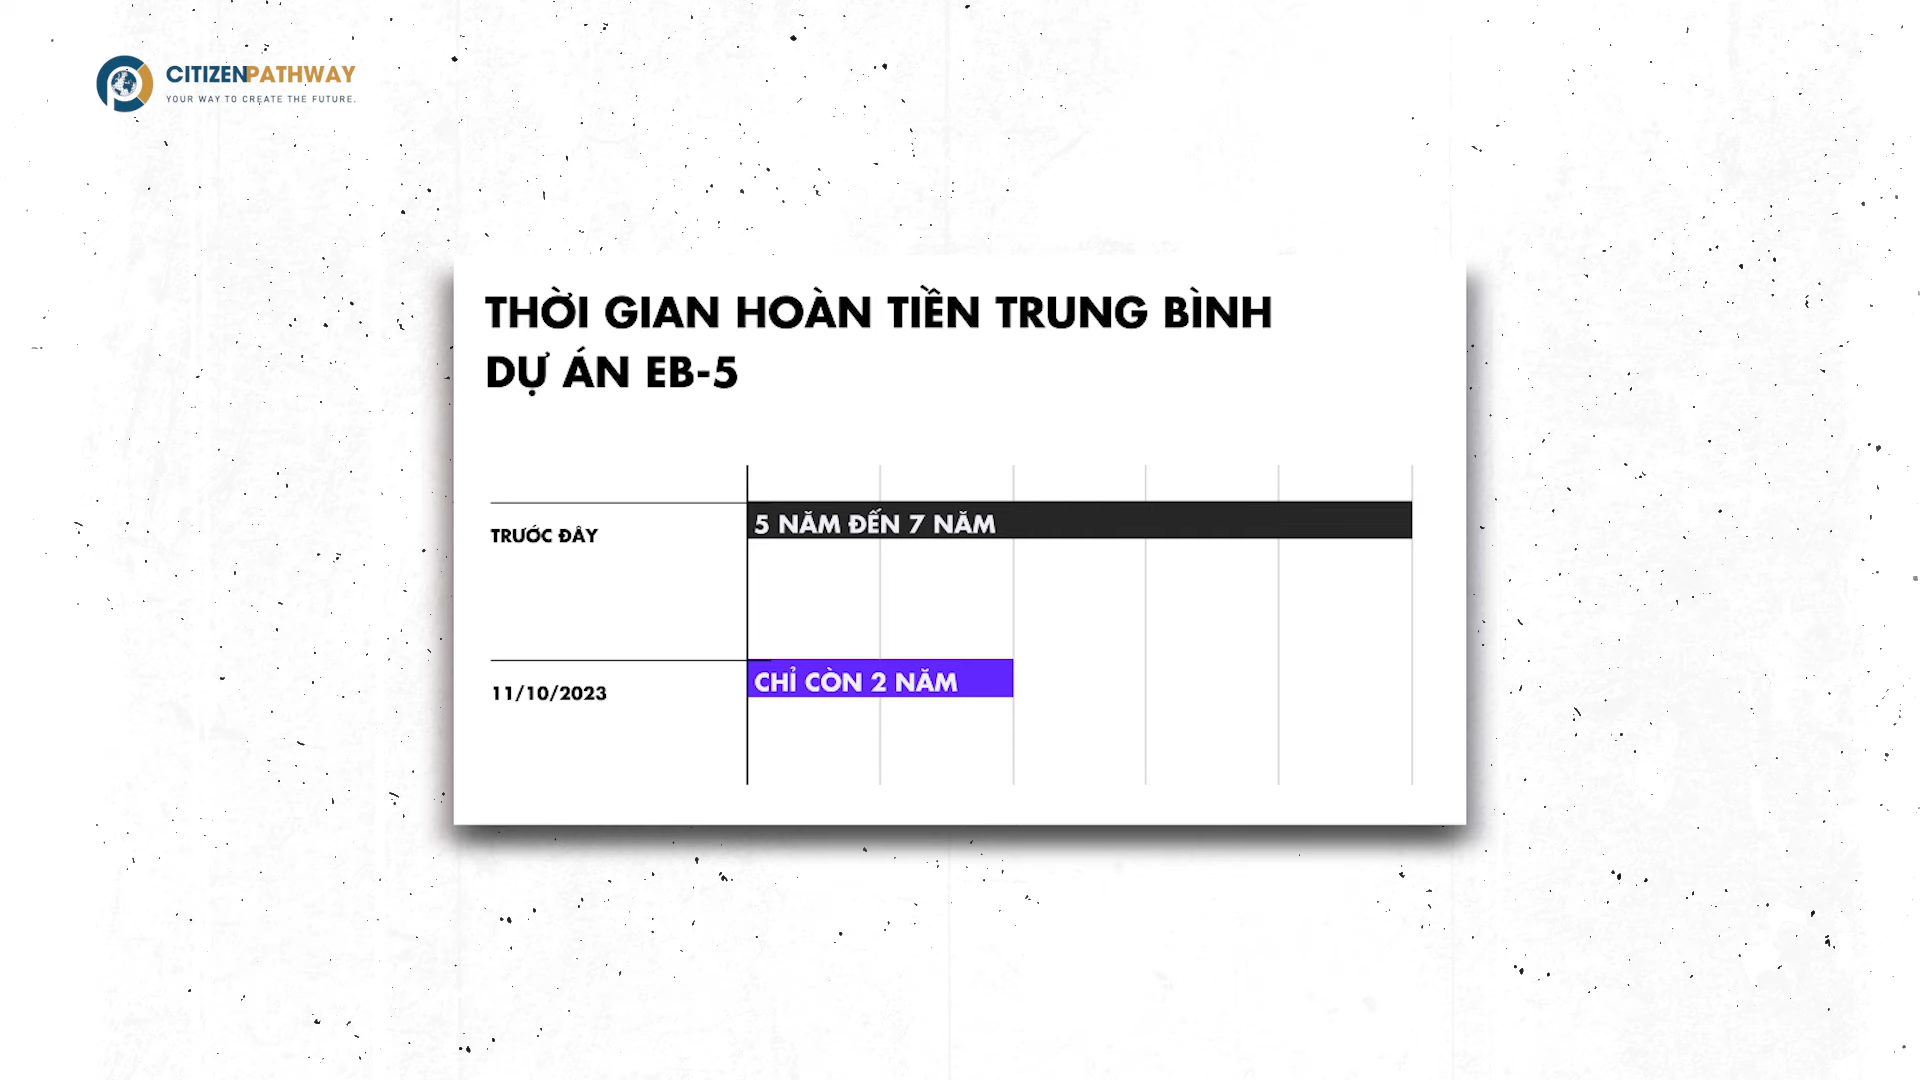 CITIZENPATHWAY
YOUR WAY TO CREATE THE FUTURE.
THỜI GIAN HOÀN TIỀN TRUNG BÌNH
DỰ ÁN EB-5
TRƯỚC ĐÂY
5 NĂM ĐẾN 7 NĂM
11/10/2023
CHỈ CÒN 2 NĂM